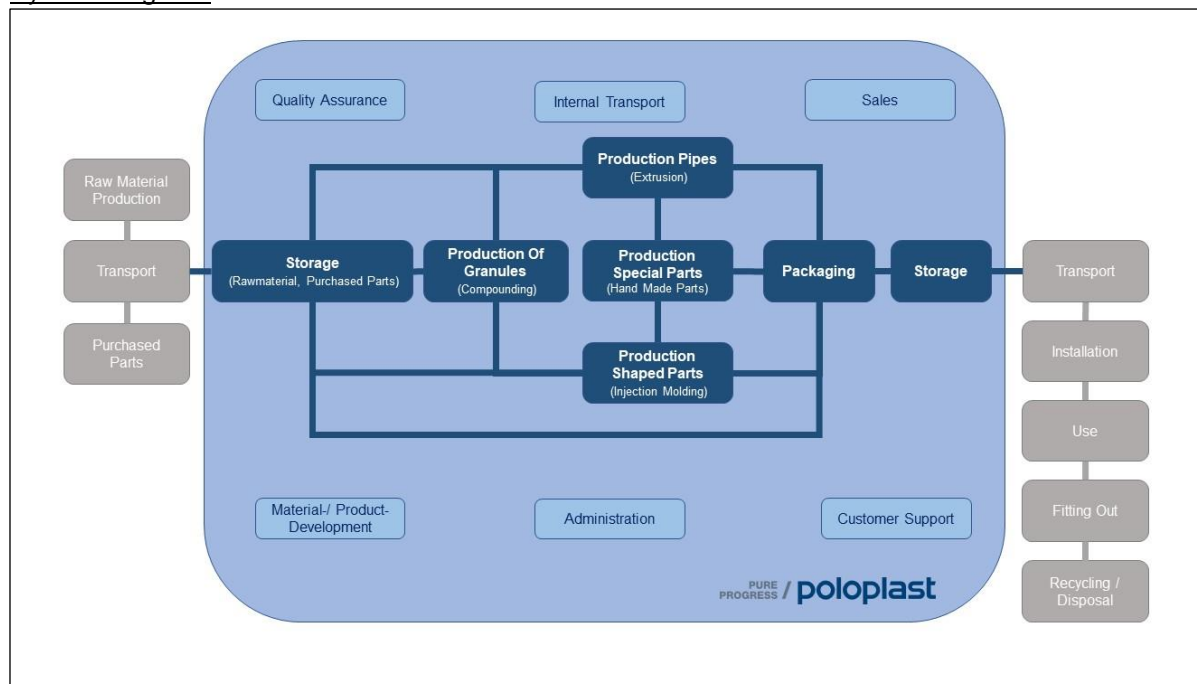 Quality Assurance
Internal Transport
Sales
Raw Material
Production
Transport
Purchased
Parts
Storage
(Rawmaterial, Purchased Parts)
Production Of
Granules
(Compounding)
Production Pipes
(Extrusion)
Production
Special Parts
(Hand Made Parts)
Production
Shaped Parts
(Injection Molding)
Packaging
Storage
Transport
Installation
Use
Fitting Out
Recycling /
Disposal
Material-/ Product-
Development
Administration
Customer Support
PURE
PROGRESS / poloplast